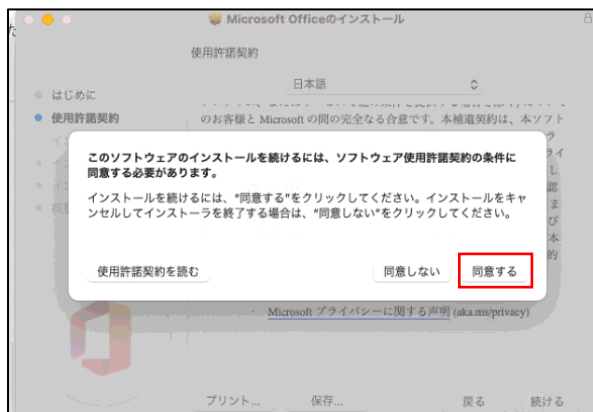 Microsoft Officeのインストール
使用許諾契約
日本語
はじめに
使用許諾契約
のお客様と Microsoft の間の完全なる合意です。本補遺契約は、本ソフト
このソフトウェアのインストールを続けるには、ソフトウェア使用許諾契約の条件に
同意する必要があります。
インストールを続けるには、“同意する”をクリックしてください。インストールをキャ
ンセルしてインストーラを終了する場合は、“同意しない”をクリックしてください。
使用許諾契約を読む
同意しない
同意する
Microsoft プライバシーに関する声明 (aka.ms/privacy)
プリント...
保存...
戻る
続ける